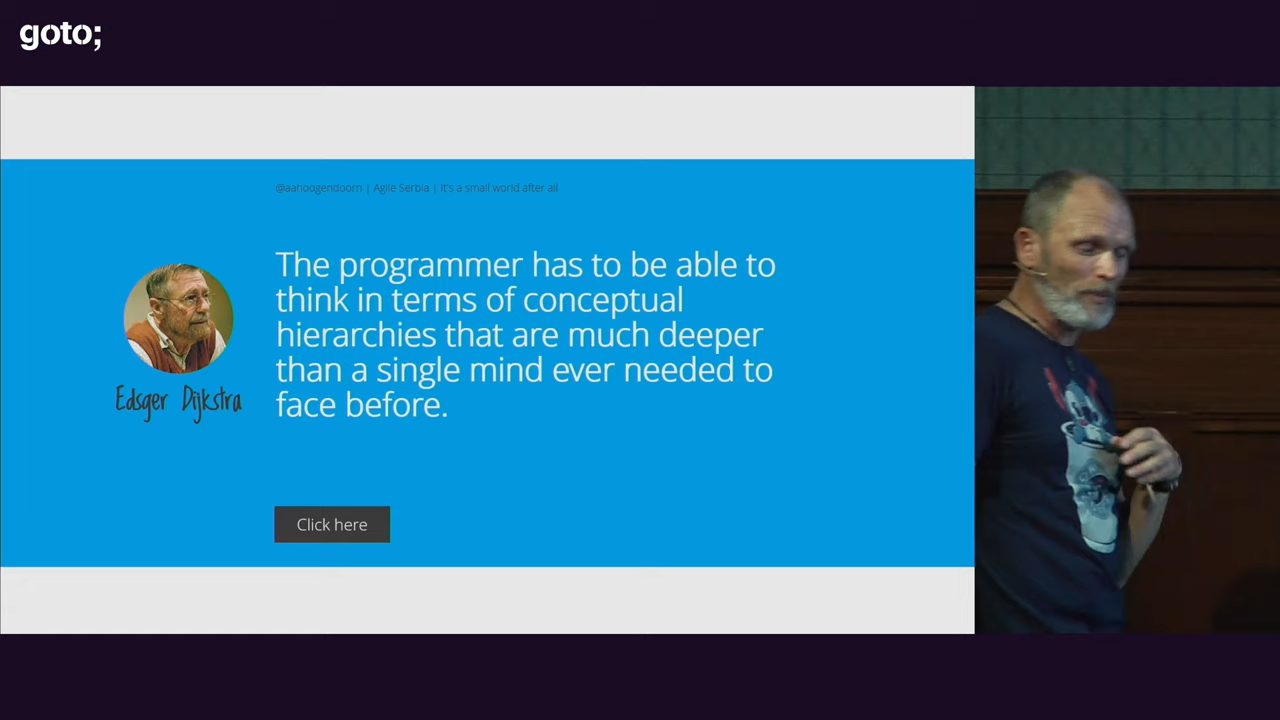 goto;
@aahoogendoorn | Agile Serbia | It's a small world after all
The programmer has to be able to
think in terms of conceptual
hierarchies that are much deeper
than a single mind ever needed to
face before.
Edsger Dijkstra
Click here